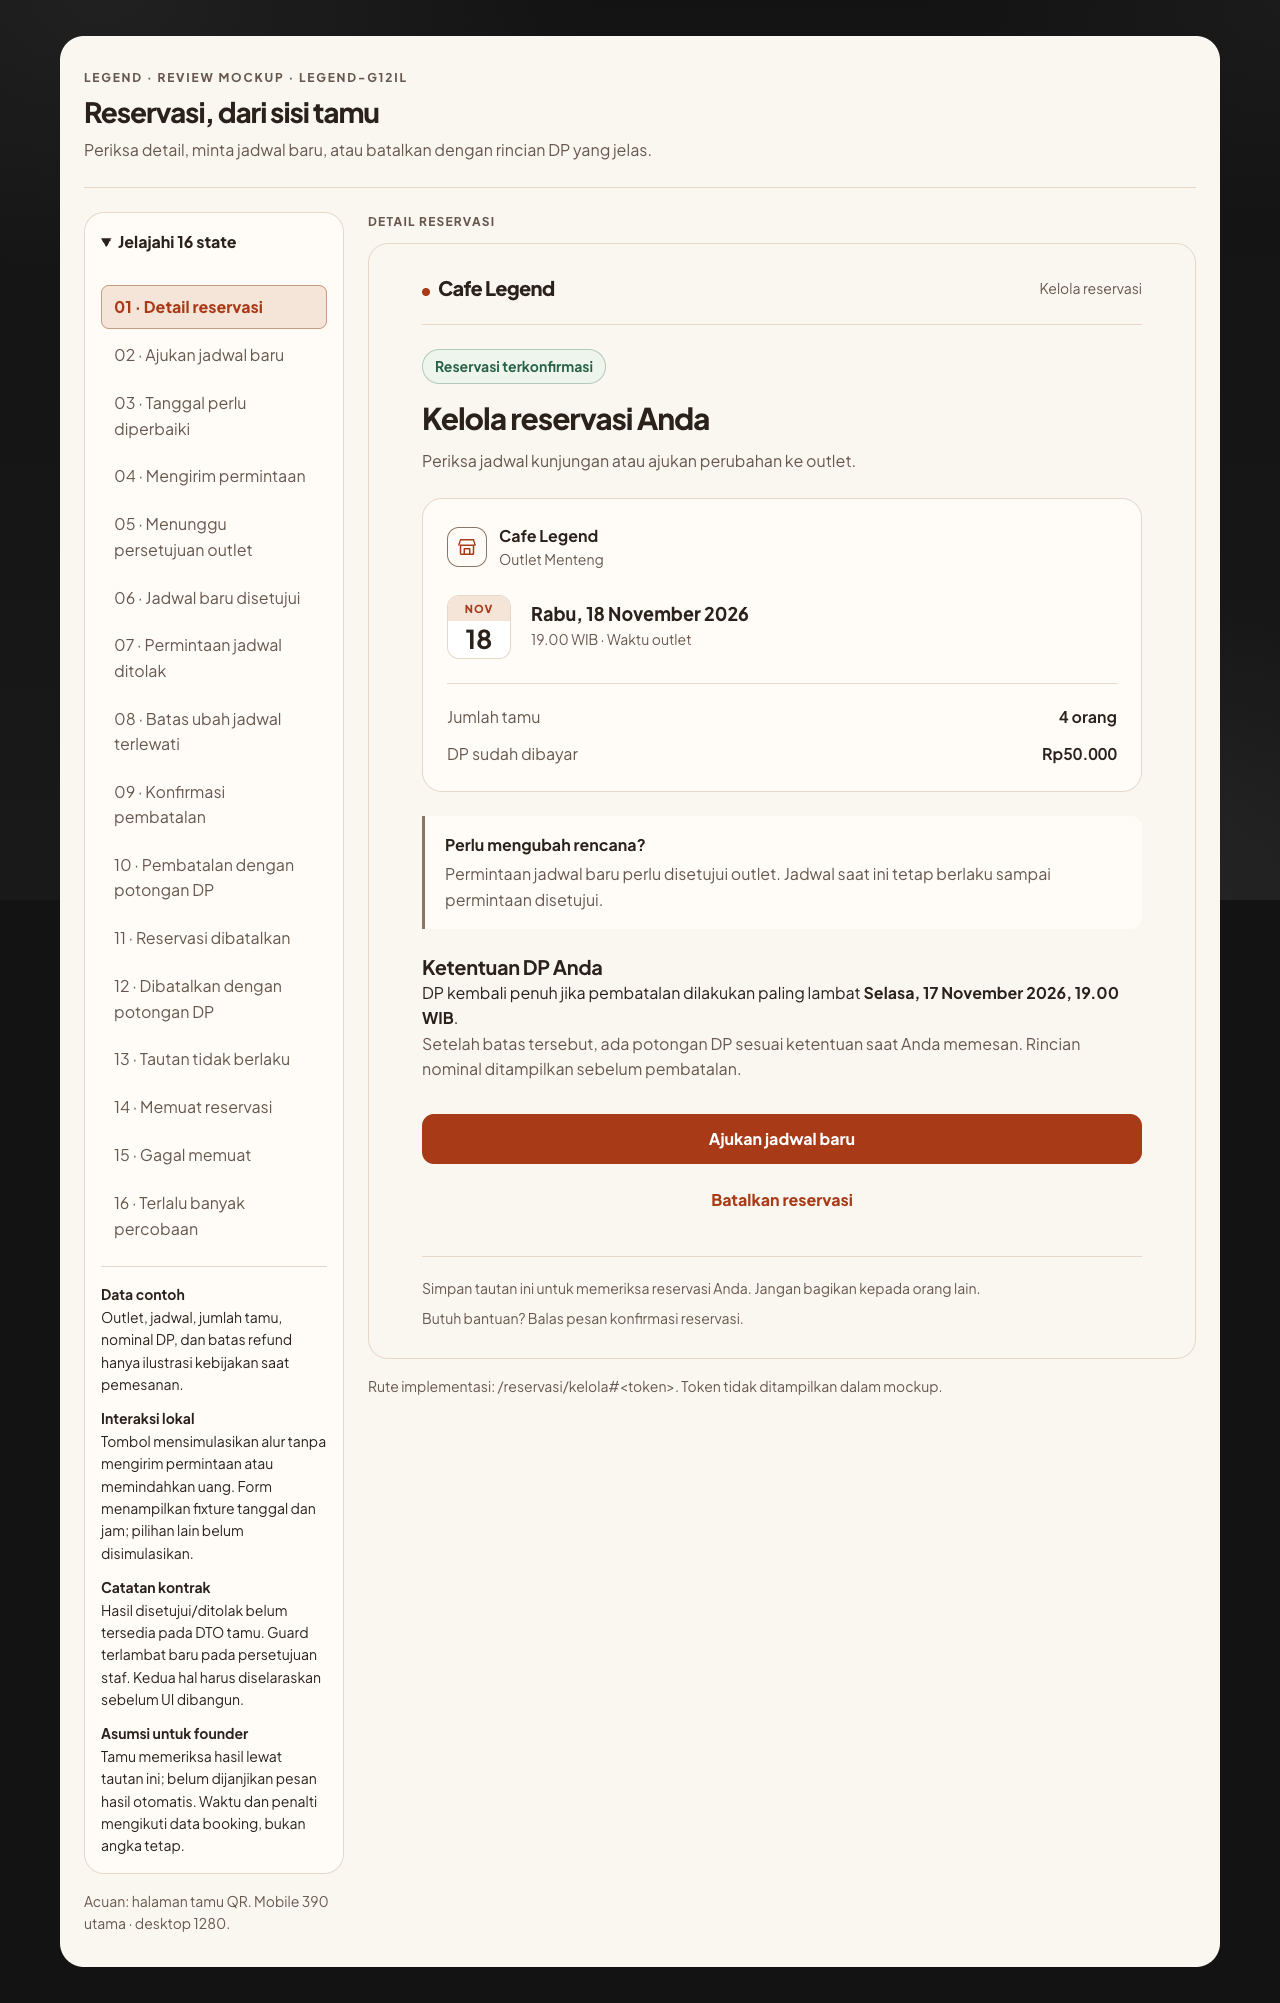 LEGEND · REVIEW MOCKUP · LEGEND-G12IL
Reservasi, dari sisi tamu
Periksa detail, minta jadwal baru, atau batalkan dengan rincian DP yang jelas.
▼ Jelajahi 16 state
01 · Detail reservasi
02 · Ajukan jadwal baru
03 · Tanggal perlu
diperbaiki
04 · Mengirim permintaan
05 · Menunggu
persetujuan outlet
06 · Jadwal baru disetujui
07 · Permintaan jadwal
ditolak
08 · Batas ubah jadwal
terlewati
09 · Konfirmasi
pembatalan
10 · Pembatalan dengan
potongan DP
11 · Reservasi dibatalkan
12 · Dibatalkan dengan
potongan DP
13 · Tautan tidak berlaku
14 · Memuat reservasi
15 · Gagal memuat
16 · Terlalu banyak
percobaan
Data contoh
Outlet, jadwal, jumlah tamu,
nominal DP, dan batas refund
hanya ilustrasi kebijakan saat
pemesanan.
Interaksi lokal
Tombol mensimulasikan alur tanpa
mengirim permintaan atau
memindahkan uang. Form
menampilkan fixture tanggal dan
jam; pilihan lain belum
disimulasikan.
Catatan kontrak
Hasil disetujui/ditolak belum
tersedia pada DTO tamu. Guard
terlambat baru pada persetujuan
staf. Kedua hal harus diselaraskan
sebelum UI dibangun.
Asumsi untuk founder
Tamu memeriksa hasil lewat
tautan ini; belum dijanjikan pesan
hasil otomatis. Waktu dan penalti
mengikuti data booking, bukan
angka tetap.
Acuan: halaman tamu QR. Mobile 390
utama · desktop 1280.
DETAIL RESERVASI
Cafe Legend
Kelola reservasi
Reservasi terkonfirmasi
Kelola reservasi Anda
Periksa jadwal kunjungan atau ajukan perubahan ke outlet.
Cafe Legend
Outlet Menteng
NOV
18
Rabu, 18 November 2026
19.00 WIB · Waktu outlet
Jumlah tamu
4 orang
DP sudah dibayar
Rp50.000
Perlu mengubah rencana?
Permintaan jadwal baru perlu disetujui outlet. Jadwal saat ini tetap berlaku sampai
permintaan disetujui.
Ketentuan DP Anda
DP kembali penuh jika pembatalan dilakukan paling lambat Selasa, 17 November 2026, 19.00
WIB.
Setelah batas tersebut, ada potongan DP sesuai ketentuan saat Anda memesan. Rincian
nominal ditampilkan sebelum pembatalan.
Ajukan jadwal baru
Batalkan reservasi
Simpan tautan ini untuk memeriksa reservasi Anda. Jangan bagikan kepada orang lain.
Butuh bantuan? Balas pesan konfirmasi reservasi.
Rute implementasi: /reservasi/kelola#<token>. Token tidak ditampilkan dalam mockup.